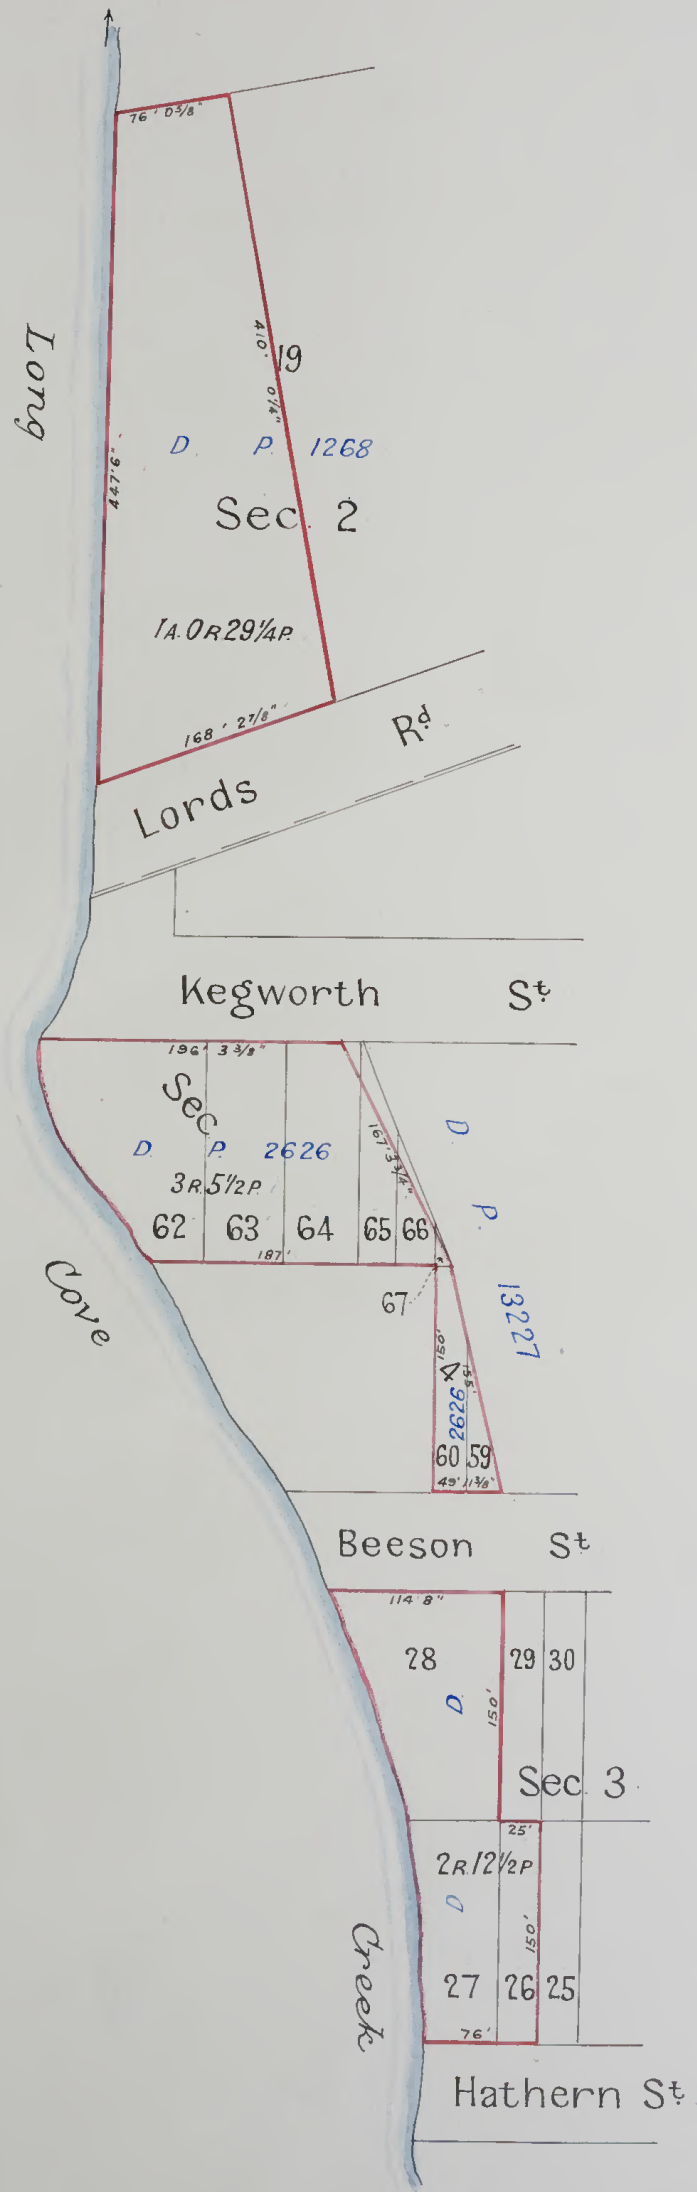 76' 0 5/8"
410' 0 1/4"
19
Long
447'6"
D. P. 1268
Sec. 2
1A. 0R. 29 1/4P.
168' 2 7/8"
Lords Rd
Kegworth St
196' 3 3/8"
Sec
D. P. 2626
167' 3 3/4"
3R. 5 1/2P.
62 63 64 65 66
187'
D. P. 13227
Cove
67
150'
4
155'
2626
60 59
49' 1 3/8"
Beeson St
114' 8"
28 29 30
D.
150'
Sec. 3
25'
2R. 12 1/2P
D
150'
Creek
27 26 25
76'
Hathern St.